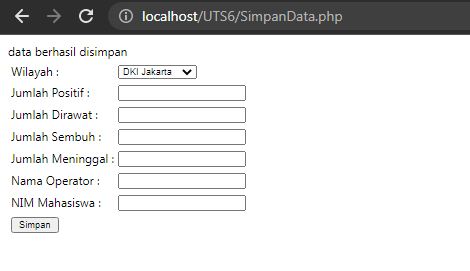 localhost/UTS6/SimpanData.php
data berhasil disimpan
Wilayah : DKI Jakarta
Jumlah Positif :
Jumlah Dirawat :
Jumlah Sembuh :
Jumlah Meninggal :
Nama Operator :
NIM Mahasiswa :
Simpan